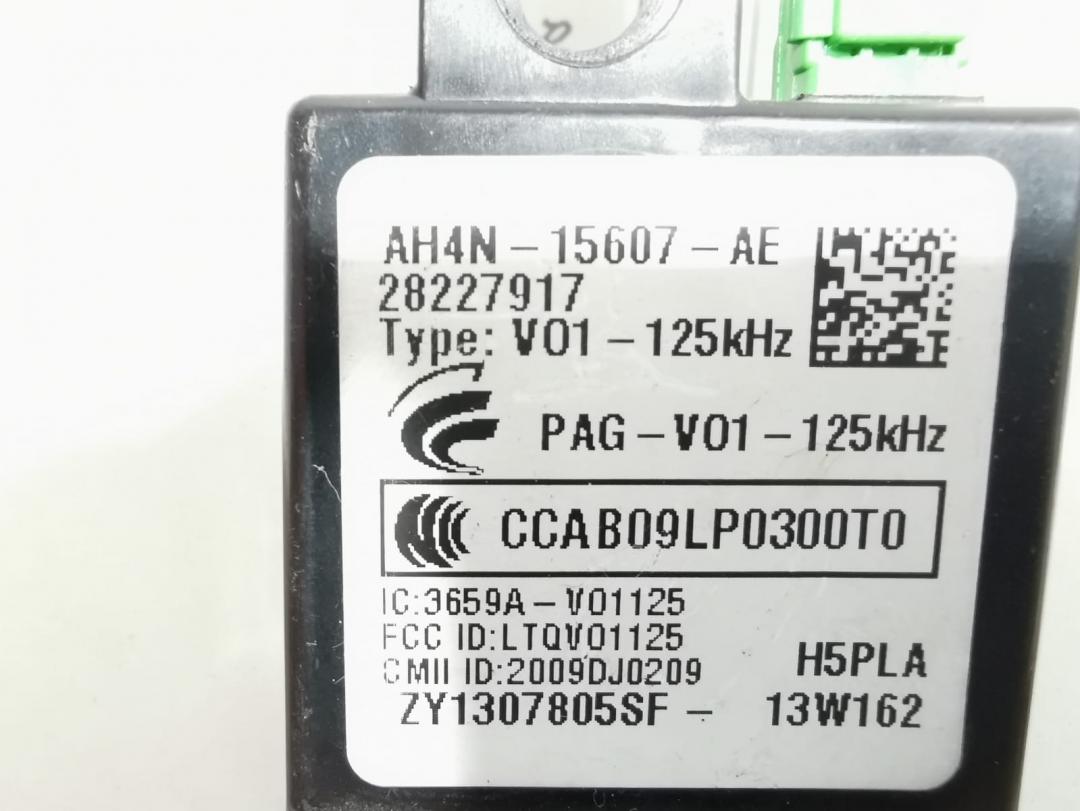 AH4N-15607-AE
28227917
Type: V01-125kHz
PAG-V01-125kHz
CCAB09LP0300T0
IC:3659A-V01125
FCC ID:LTQV01125
CMII ID:2009DJ0209
H5PLA
ZY1307805SF- 13W162